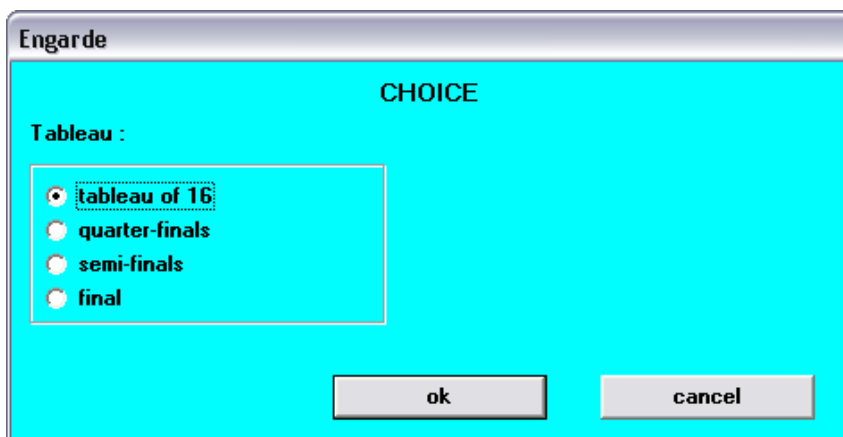 Engarde
CHOICE
Tableau :
tableau of 16
quarter-finals
semi-finals
final
ok cancel